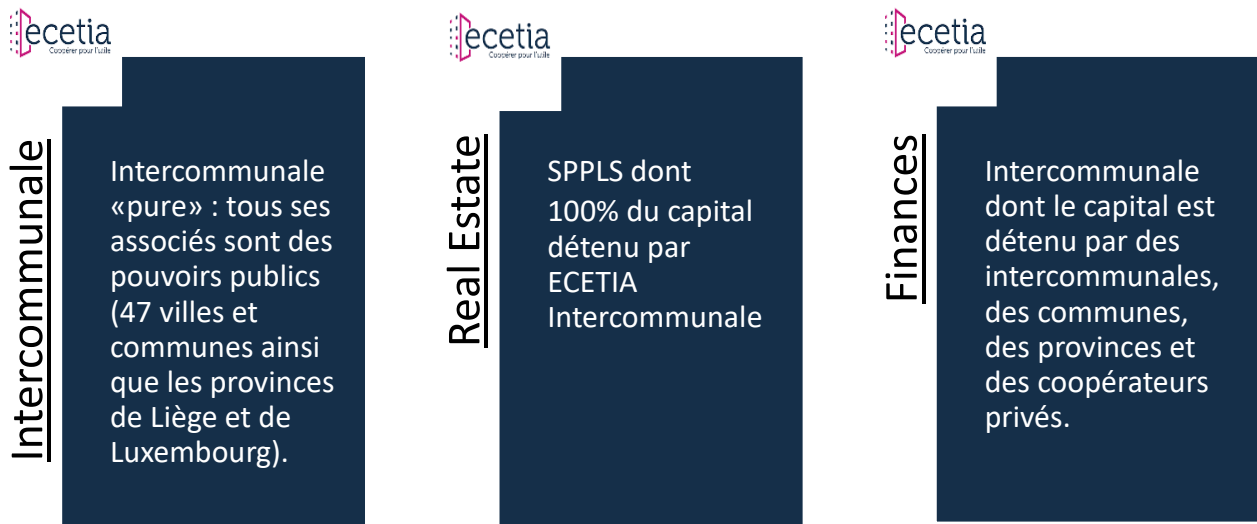 ecetia
Coopérer pour l'utile
Intercommunale
Intercommunale
«pure» : tous ses
associés sont des
pouvoirs publics
(47 villes et
communes ainsi
que les provinces
de Liège et de
Luxembourg).
ecetia
Coopérer pour l'utile
Real Estate
SPPLS dont
100% du capital
détenu par
ECETIA
Intercommunale
ecetia
Coopérer pour l'utile
Finances
Intercommunale
dont le capital est
détenu par des
intercommunales,
des communes,
des provinces et
des coopérateurs
privés.